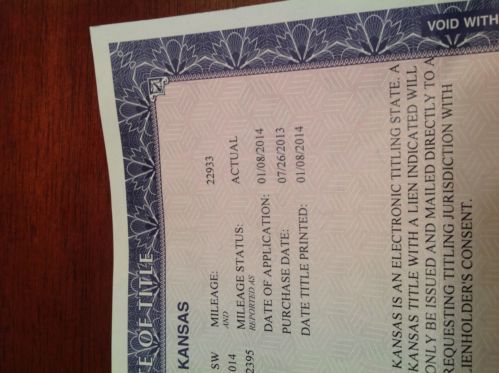 VOID WITH
E OF TITLE
KANSAS
SW MILEAGE: 22933
AND
014 MILEAGE STATUS: ACTUAL
2395 REPORTED AS
DATE OF APPLICATION: 01/08/2014
PURCHASE DATE: 07/26/2013
DATE TITLE PRINTED: 01/08/2014
KANSAS IS AN ELECTRONIC TITLING STATE. A
KANSAS TITLE WITH A LIEN INDICATED WILL
ONLY BE ISSUED AND MAILED DIRECTLY TO A
REQUESTING TITLING JURISDICTION WITH
LIENHOLDER'S CONSENT.